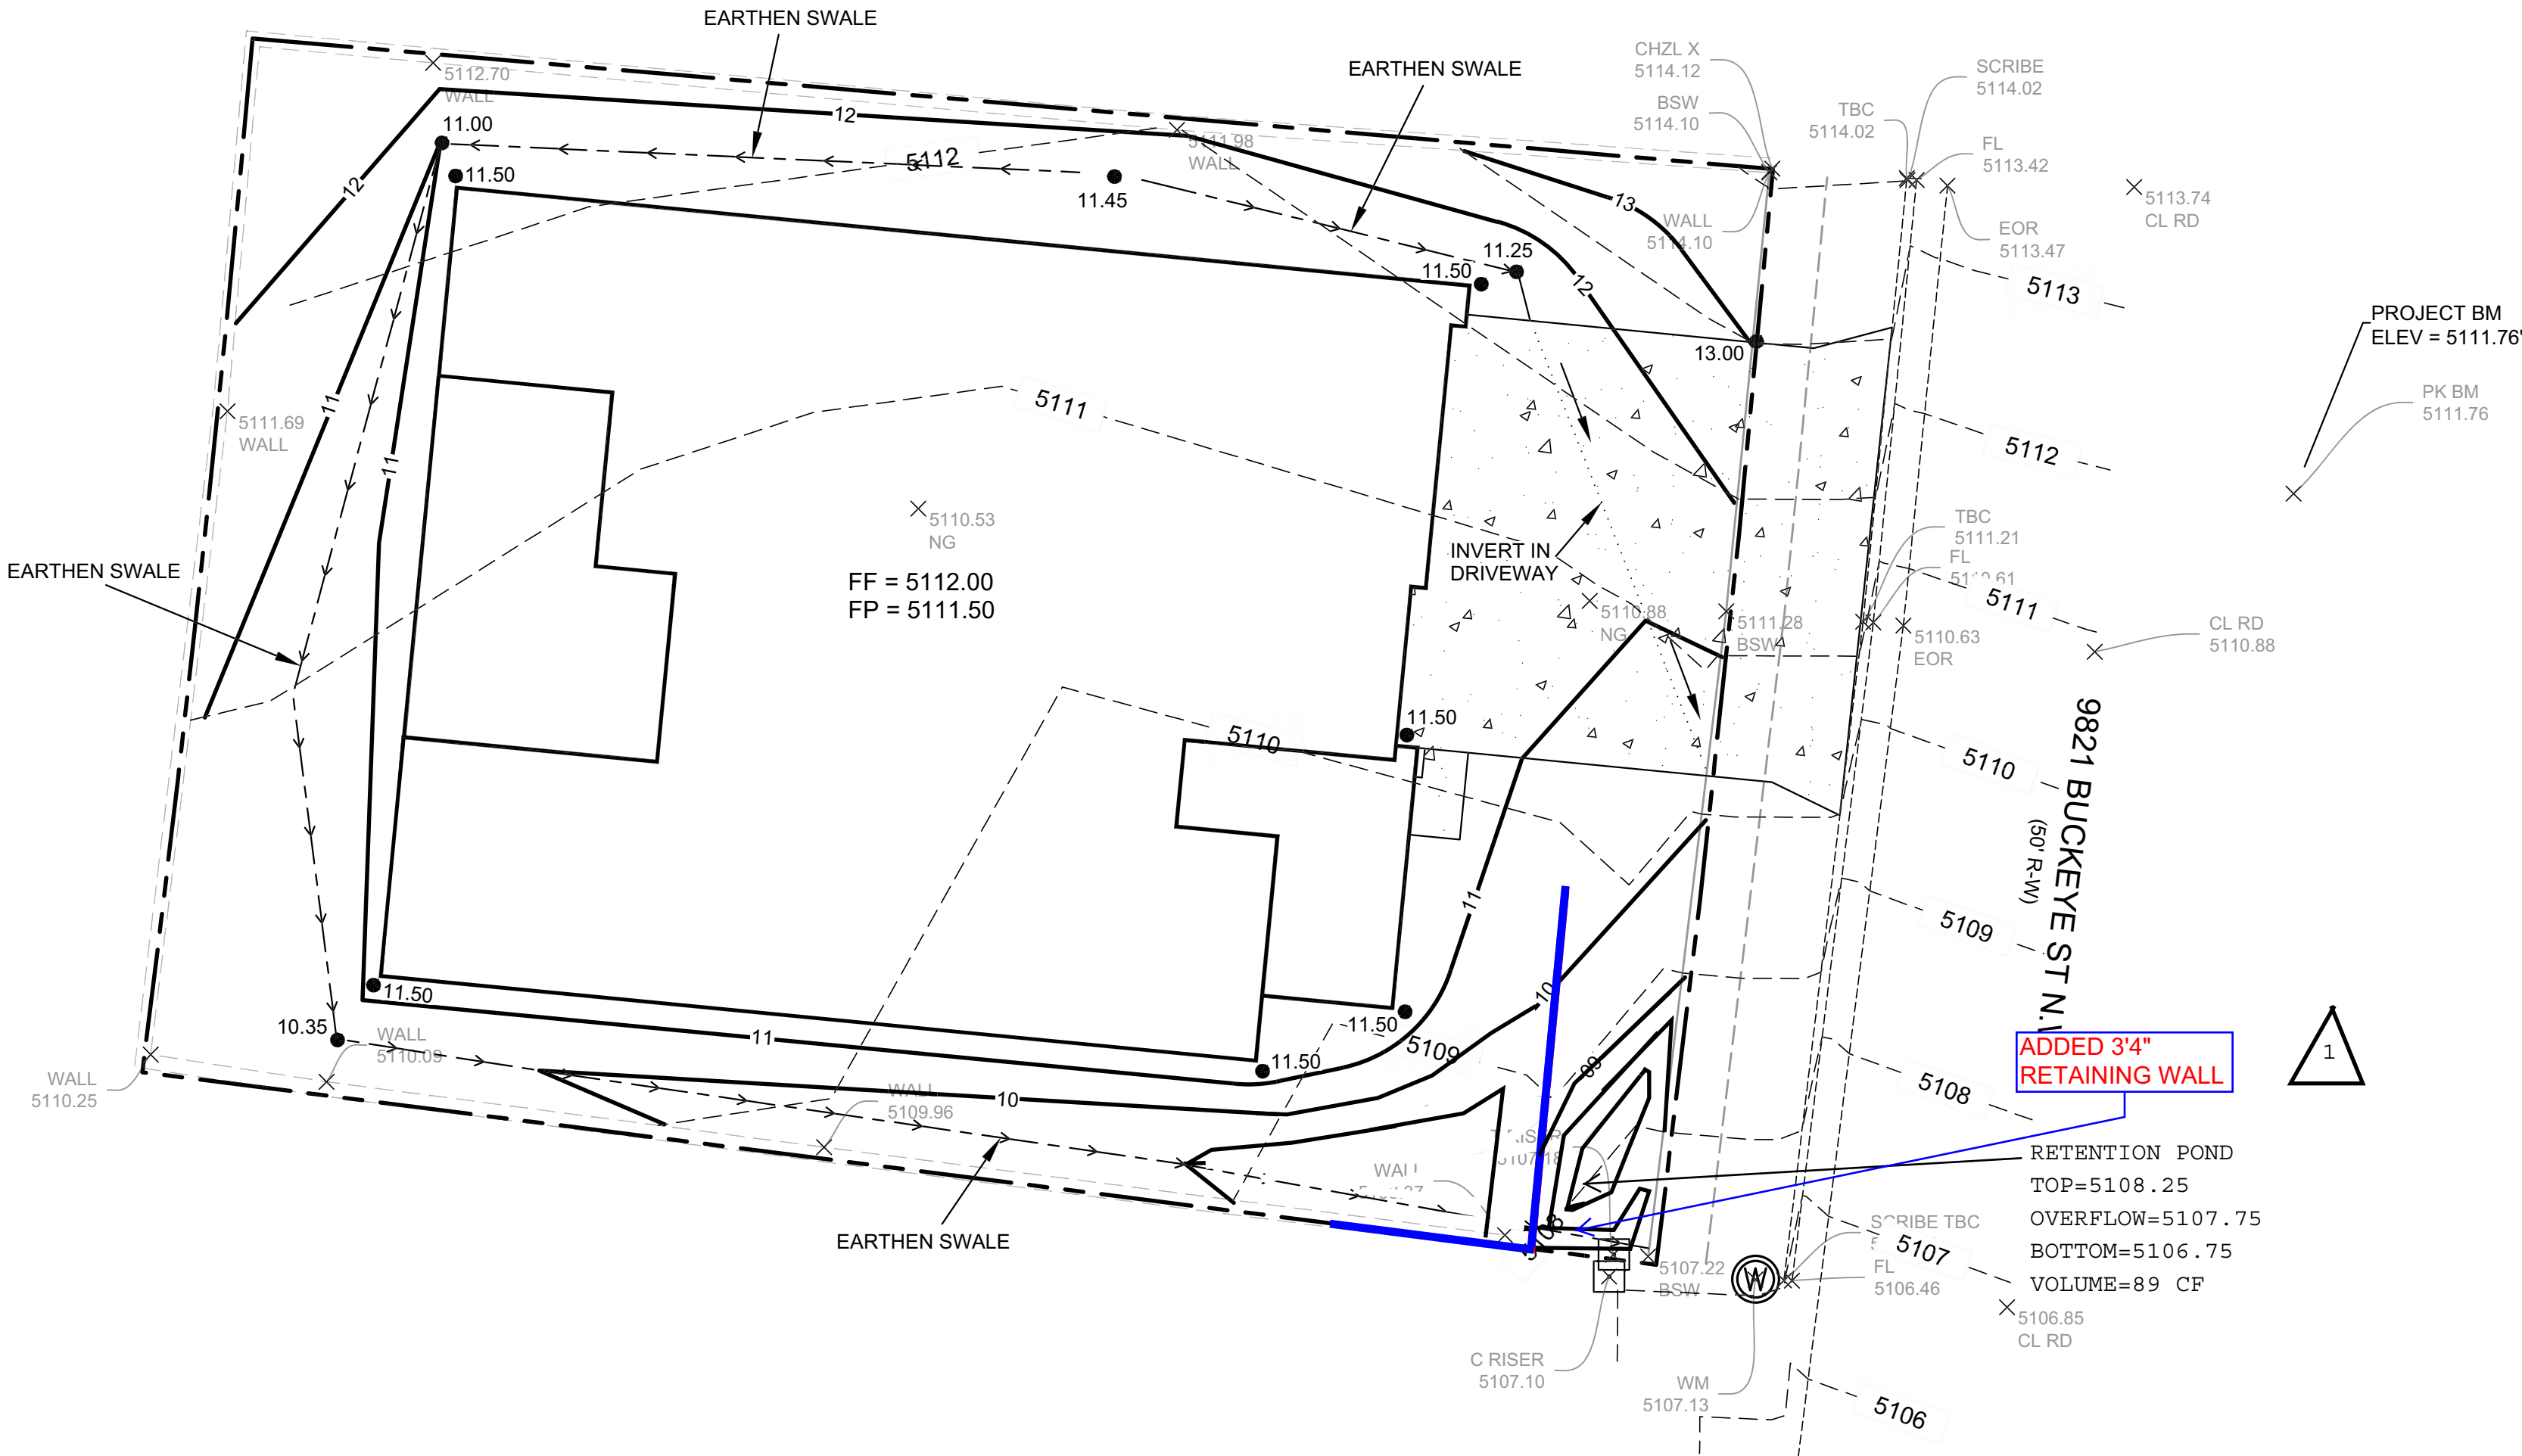 EARTHEN SWALE
EARTHEN SWALE
CHZL X
5114.12
SCRIBE
5114.02
BSW
5114.10
TBC
5114.02
FL
5113.42
5112.70
WALL
12
11.00
5111.98
WALL
5112
11.50
11.45
12
13
WALL
5114.10
5113.74
CL RD
EOR
5113.47
11.25
11.50
12
5113
PROJECT BM
ELEV = 5111.76'
13.00
PK BM
5111.76
11
5111
5111.69
WALL
5112
11
5110.53
NG
TBC
5111.21
FL
INVERT IN
DRIVEWAY
EARTHEN SWALE
FF = 5112.00
FP = 5111.50
5110.88
NG
5111.28
BSW
5111
5110.63
EOR
CL RD
5110.88
11.50
5110
5110
9821 BUCKEYE ST N.
(50' R-W)
11
5109
11.50
10
11.50
10.35
WALL
5110.09
11
5109
ADDED 3'4"
RETAINING WALL
1
11.50
09
WALL
5110.25
10
WALL
5109.96
5108
RETENTION POND
TOP=5108.25
OVERFLOW=5107.75
BOTTOM=5106.75
VOLUME=89 CF
EARTHEN SWALE
SCRIBE TBC
5107
5107.22
BSW
W
FL
5106.46
5106.85
CL RD
C RISER
5107.10
WM
5107.13
5106